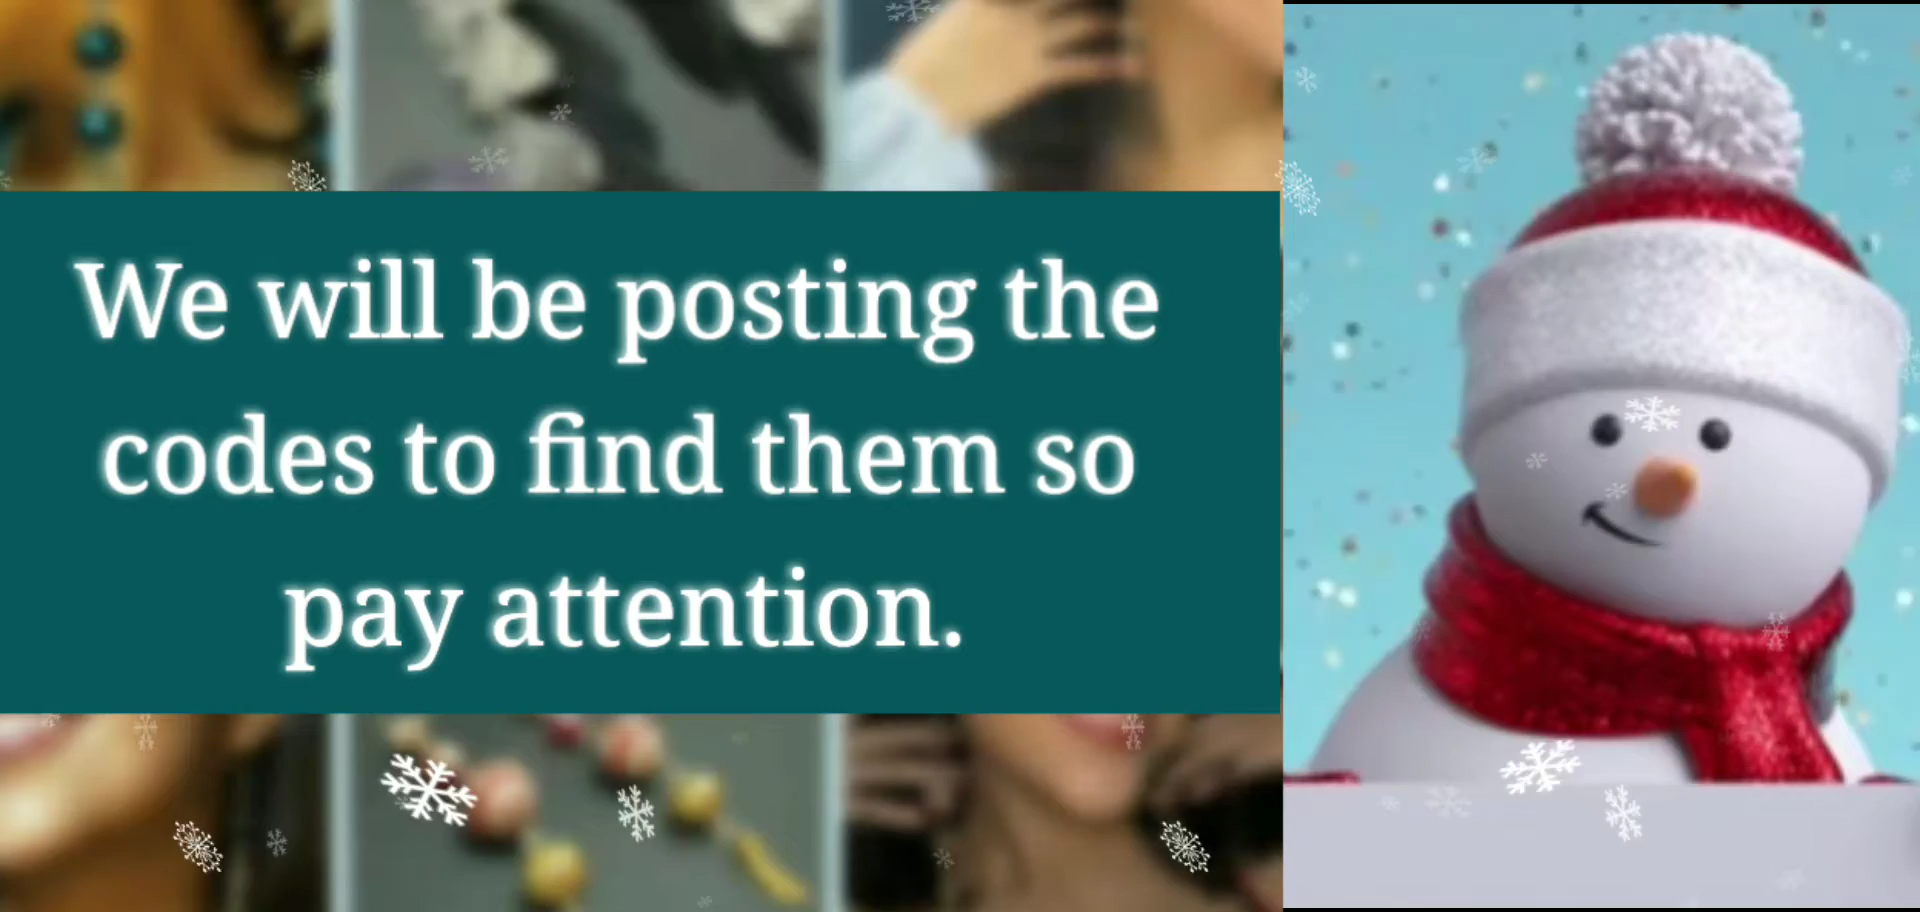 We will be posting the
codes to find them so
pay attention.